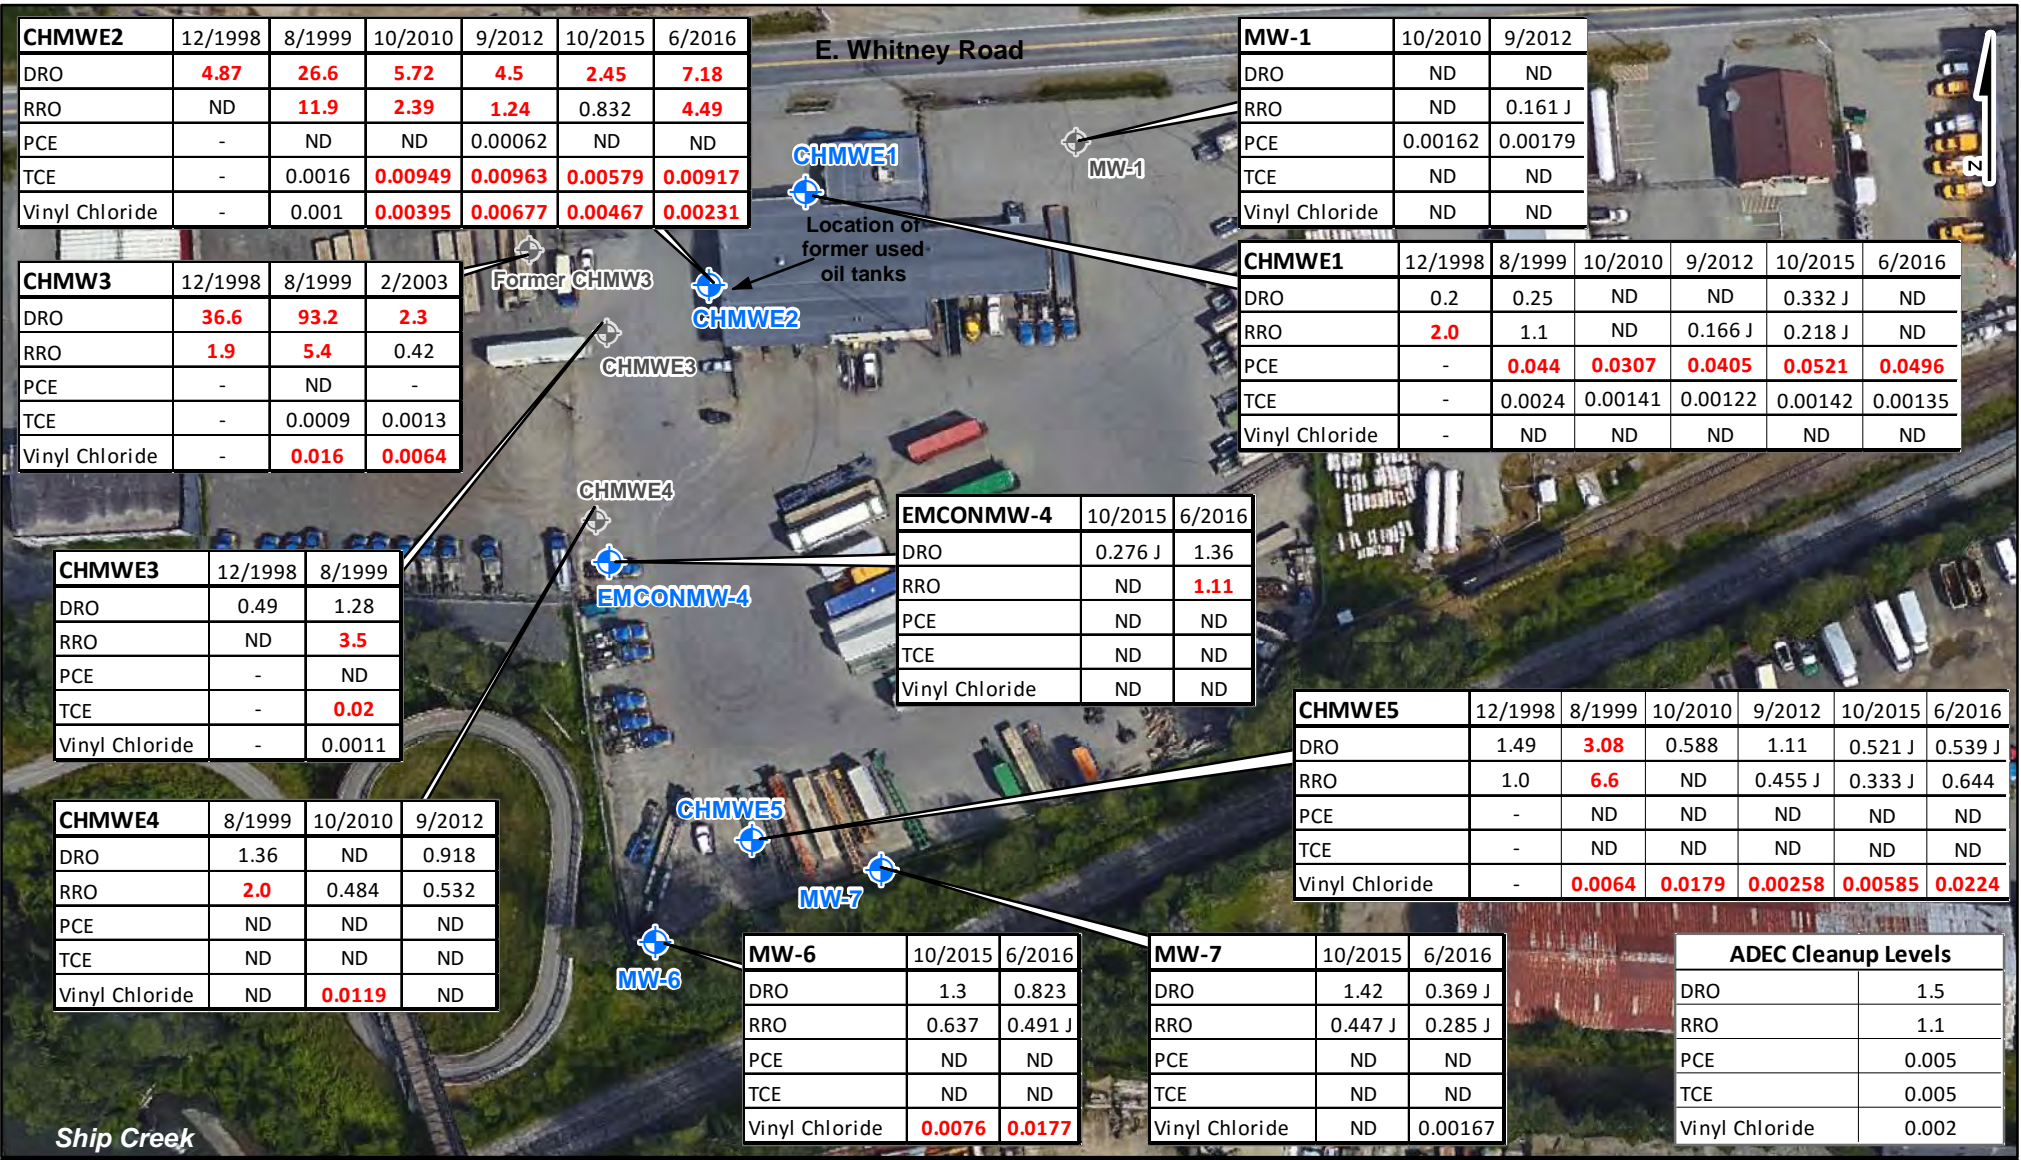 E. Whitney Road
CHMWE2 12/1998 8/1999 10/2010 9/2012 10/2015 6/2016
DRO 4.87 26.6 5.72 4.5 2.45 7.18
RRO ND 11.9 2.39 1.24 0.832 4.49
PCE - ND ND 0.00062 ND ND
TCE - 0.0016 0.00949 0.00963 0.00579 0.00917
Vinyl Chloride - 0.001 0.00395 0.00677 0.00467 0.00231
MW-1 10/2010 9/2012
DRO ND ND
RRO ND 0.161 J
PCE 0.00162 0.00179
TCE ND ND
Vinyl Chloride ND ND
N
CHMWE1
MW-1
Location of
former used
oil tanks
Former CHMW3
CHMWE2
CHMWE3
CHMW3 12/1998 8/1999 2/2003
DRO 36.6 93.2 2.3
RRO 1.9 5.4 0.42
PCE - ND -
TCE - 0.0009 0.0013
Vinyl Chloride - 0.016 0.0064
CHMWE1 12/1998 8/1999 10/2010 9/2012 10/2015 6/2016
DRO 0.2 0.25 ND ND 0.332 J ND
RRO 2.0 1.1 ND 0.166 J 0.218 J ND
PCE - 0.044 0.0307 0.0405 0.0521 0.0496
TCE - 0.0024 0.00141 0.00122 0.00142 0.00135
Vinyl Chloride - ND ND ND ND ND
CHMWE4
EMCONMW-4
EMCONMW-4 10/2015 6/2016
DRO 0.276 J 1.36
RRO ND 1.11
PCE ND ND
TCE ND ND
Vinyl Chloride ND ND
CHMWE3 12/1998 8/1999
DRO 0.49 1.28
RRO ND 3.5
PCE - ND
TCE - 0.02
Vinyl Chloride - 0.0011
CHMWE5 12/1998 8/1999 10/2010 9/2012 10/2015 6/2016
DRO 1.49 3.08 0.588 1.11 0.521 J 0.539 J
RRO 1.0 6.6 ND 0.455 J 0.333 J 0.644
PCE - ND ND ND ND ND
TCE - ND ND ND ND ND
Vinyl Chloride - 0.0064 0.0179 0.00258 0.00585 0.0224
CHMWE4 8/1999 10/2010 9/2012
DRO 1.36 ND 0.918
RRO 2.0 0.484 0.532
PCE ND ND ND
TCE ND ND ND
Vinyl Chloride ND 0.0119 ND
CHMWE5
MW-7
MW-6
MW-6 10/2015 6/2016
DRO 1.3 0.823
RRO 0.637 0.491 J
PCE ND ND
TCE ND ND
Vinyl Chloride 0.0076 0.0177
MW-7 10/2015 6/2016
DRO 1.42 0.369 J
RRO 0.447 J 0.285 J
PCE ND ND
TCE ND ND
Vinyl Chloride ND 0.00167
ADEC Cleanup Levels
DRO 1.5
RRO 1.1
PCE 0.005
TCE 0.005
Vinyl Chloride 0.002
Ship Creek